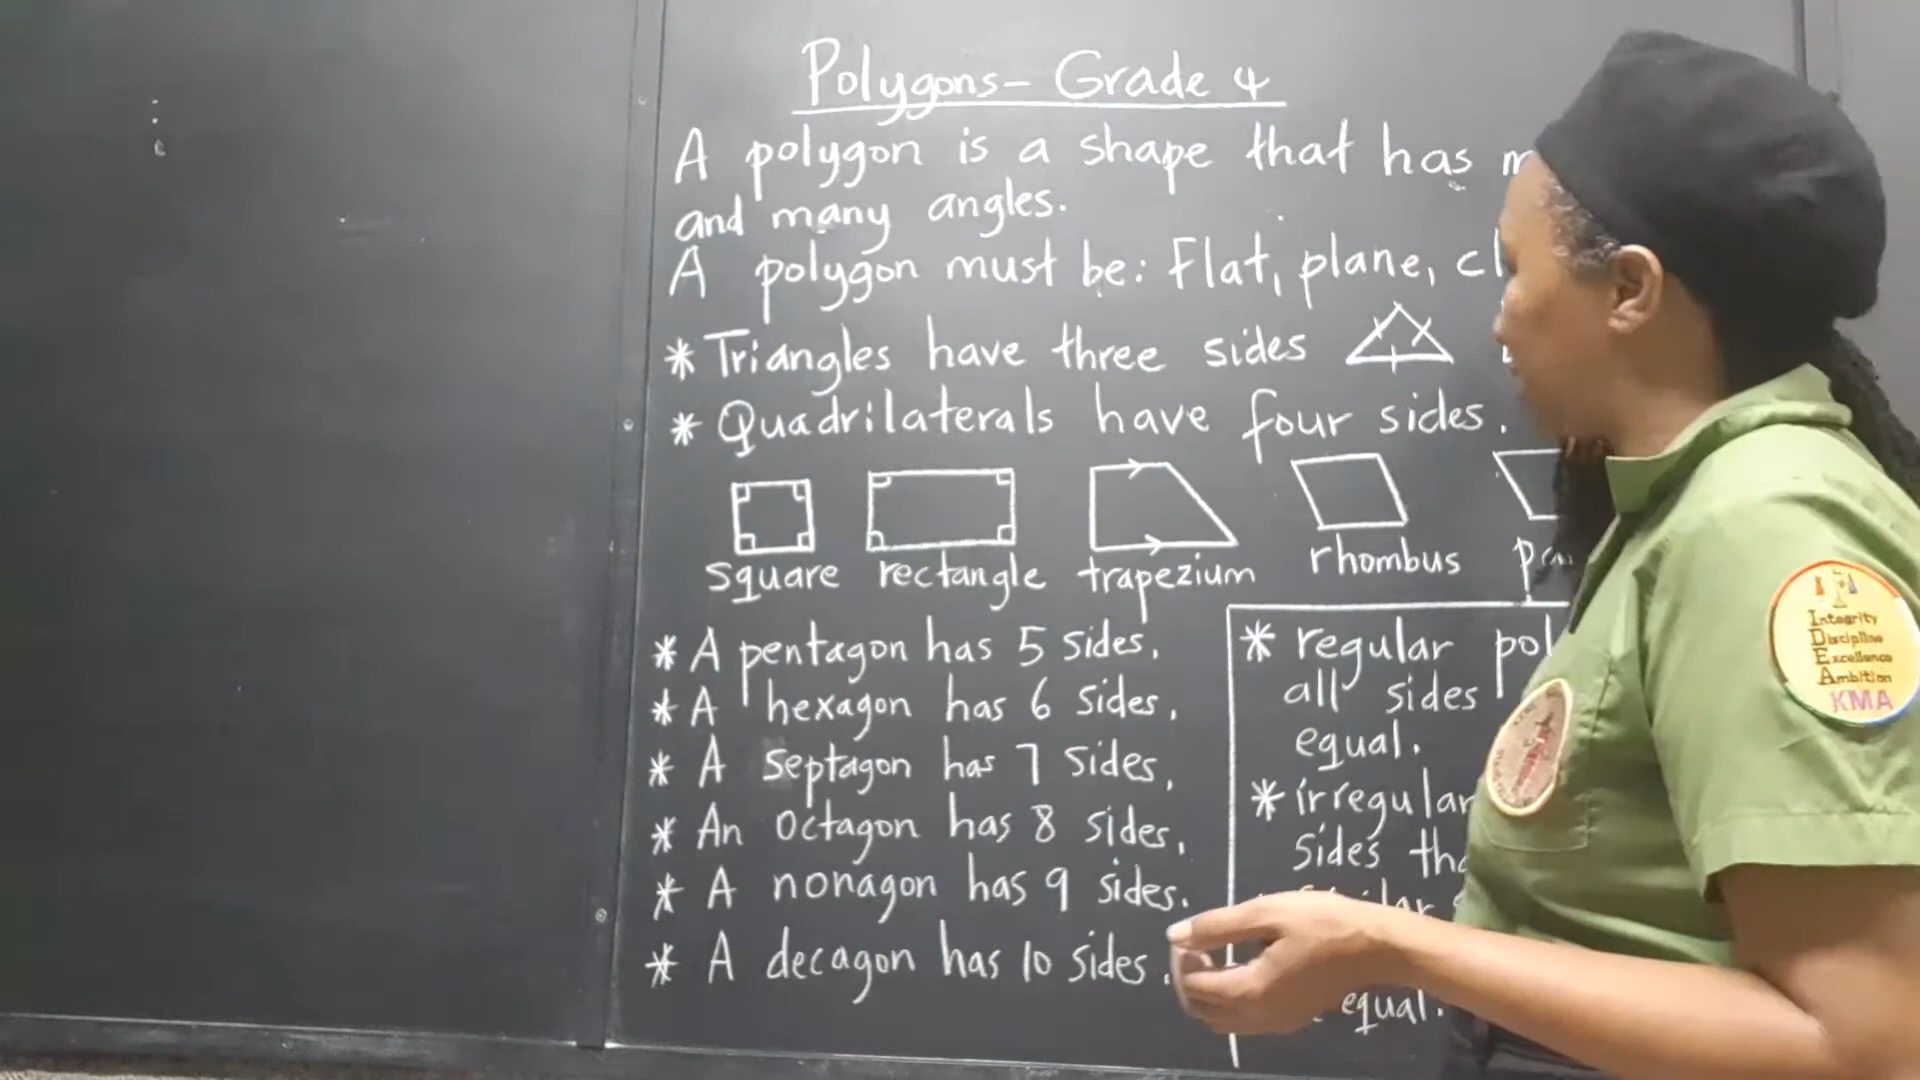 Polygons - Grade 4
A polygon is a shape that has
and many angles.
A polygon must be: Flat, plane,
* Triangles have three sides
* Quadrilaterals have four sides.
square rectangle trapezium rhombus
* A pentagon has 5 sides.
* A hexagon has 6 sides.
* A septagon has 7 sides.
* An octagon has 8 sides.
* A nonagon has 9 sides.
* A decagon has 10 sides.
* regular
all sides
equal.
* irregular
sides
equal.
Integrity
Discipline
Excellence
Ambition
KMA